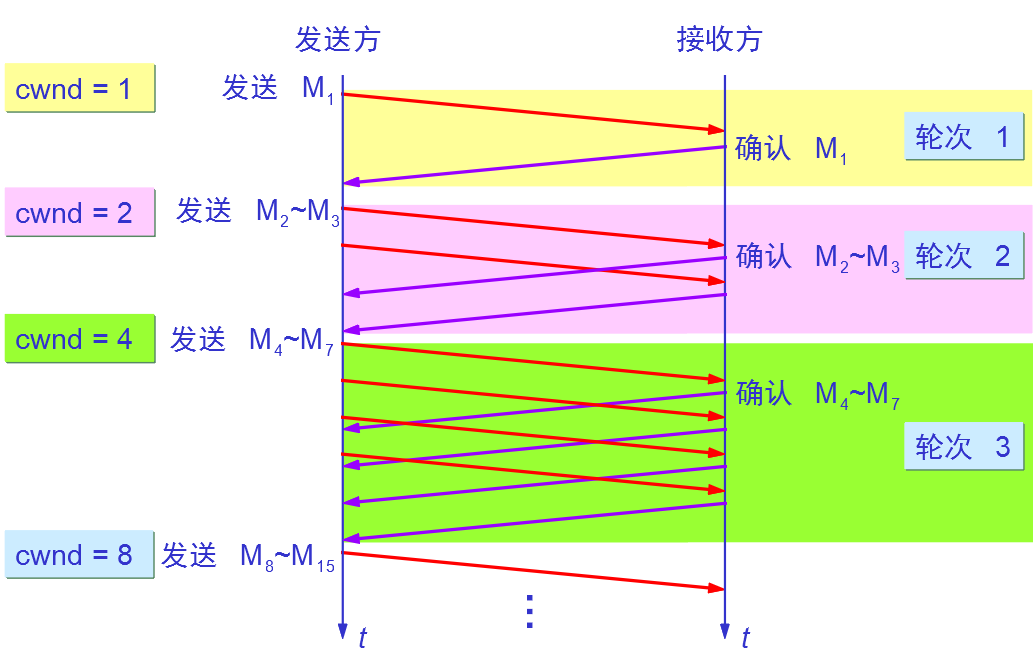 发送方 接收方
cwnd = 1 发送 M1
确认 M1 轮次 1
cwnd = 2 发送 M2~M3
确认 M2~M3 轮次 2
cwnd = 4 发送 M4~M7
确认 M4~M7
轮次 3
cwnd = 8 发送 M8~M15
t t